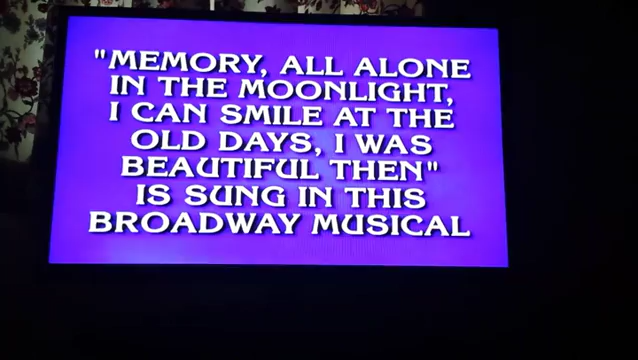 "MEMORY, ALL ALONE
IN THE MOONLIGHT,
I CAN SMILE AT THE
OLD DAYS, I WAS
BEAUTIFUL THEN"
IS SUNG IN THIS
BROADWAY MUSICAL